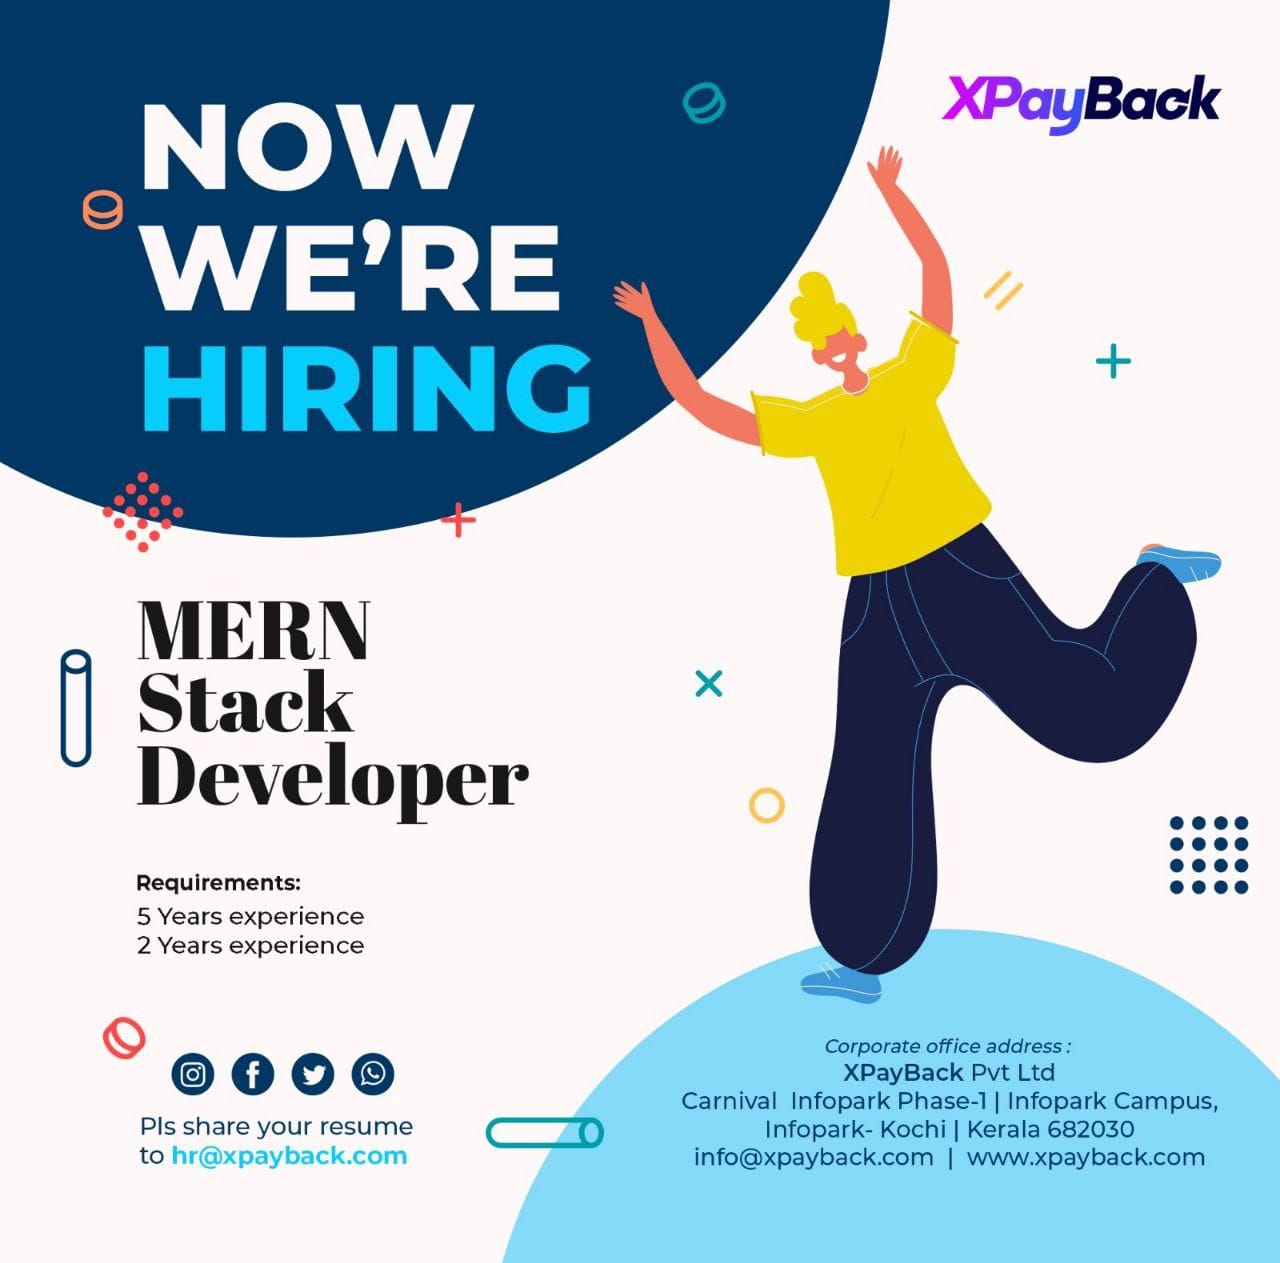 XPayBack
NOW
WE’RE
HIRING
MERN
Stack
Developer
Requirements:
5 Years experience
2 Years experience
Pls share your resume
to hr@xpayback.com
Corporate office address :
XPayBack Pvt Ltd
Carnival Infopark Phase-1 | Infopark Campus,
Infopark- Kochi | Kerala 682030
info@xpayback.com | www.xpayback.com